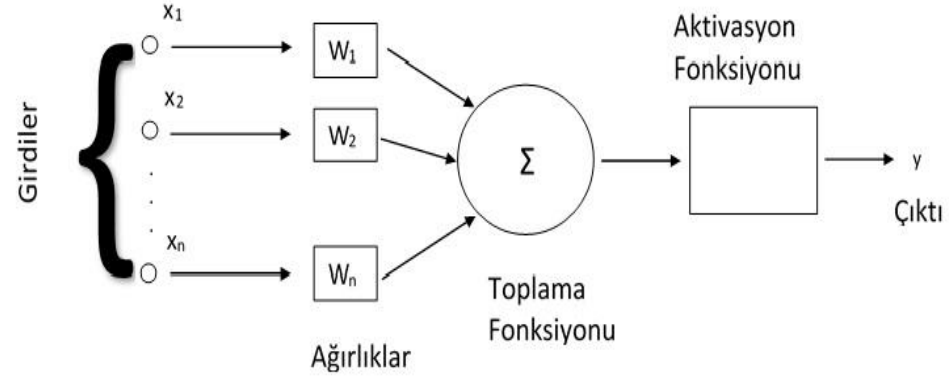 Girdiler
x1
x2
.
.
.
xn
W1
W2
Wn
Ağırlıklar
Σ
Toplama
Fonksiyonu
Aktivasyon
Fonksiyonu
y
Çıktı